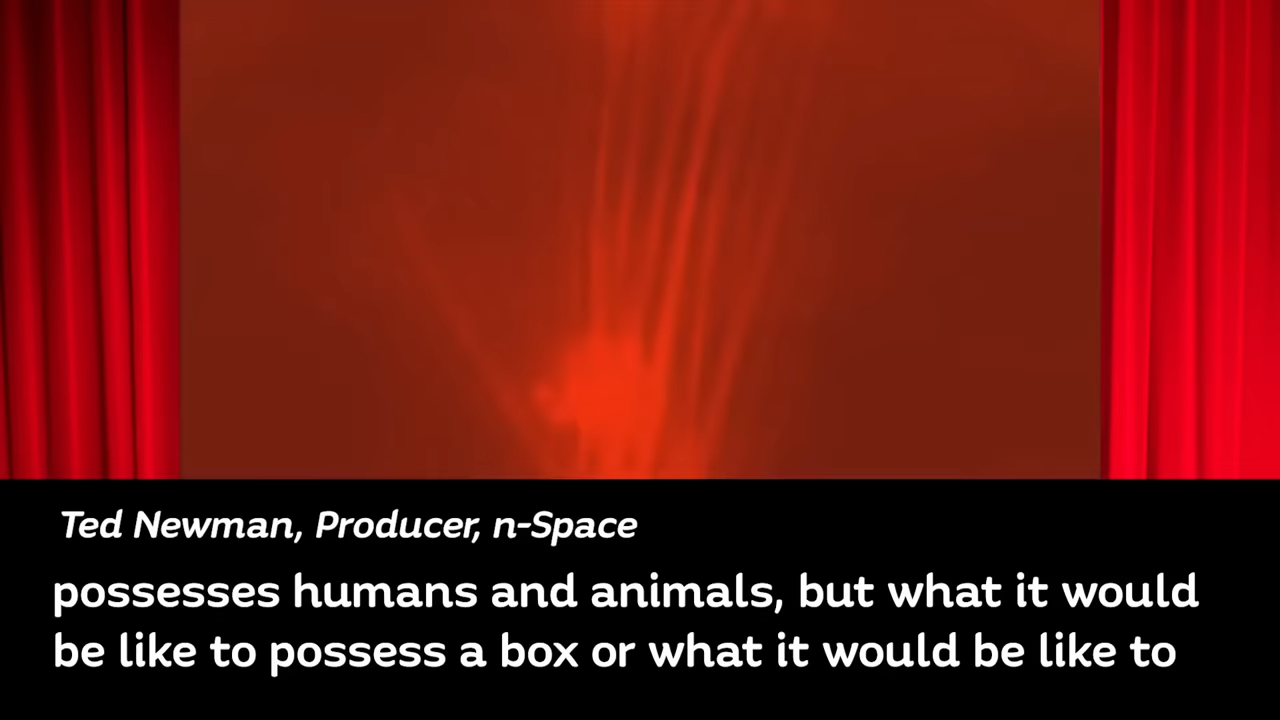 Ted Newman, Producer, n-Space
possesses humans and animals, but what it would
be like to possess a box or what it would be like to